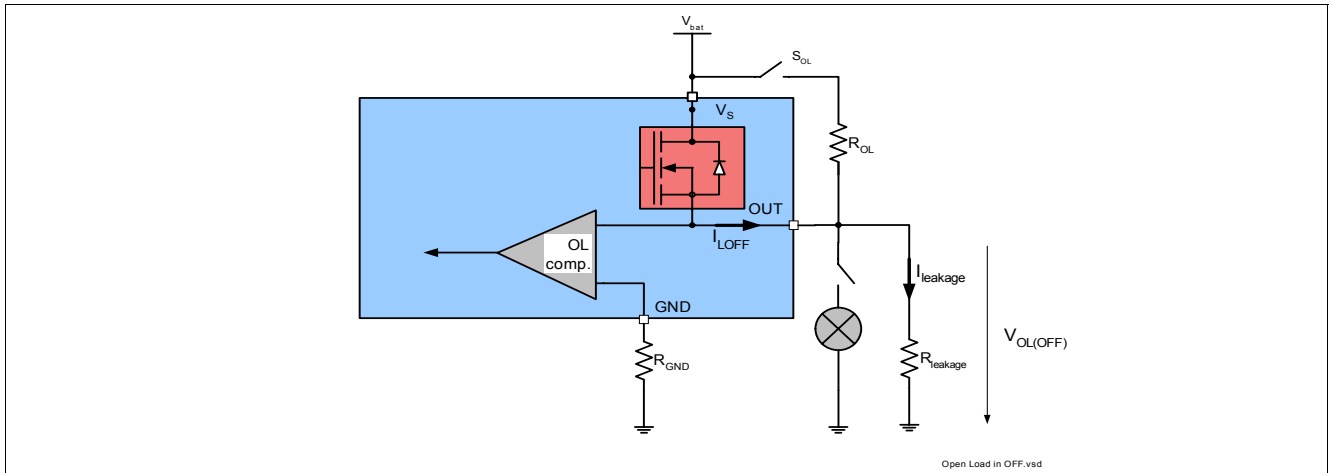 Vbat
SOL
VS
ROL
OUT
ILOFF
OL
comp.
Ileakage
GND
VOL(OFF)
RGND
Rleakage
Open Load in OFF.vsd